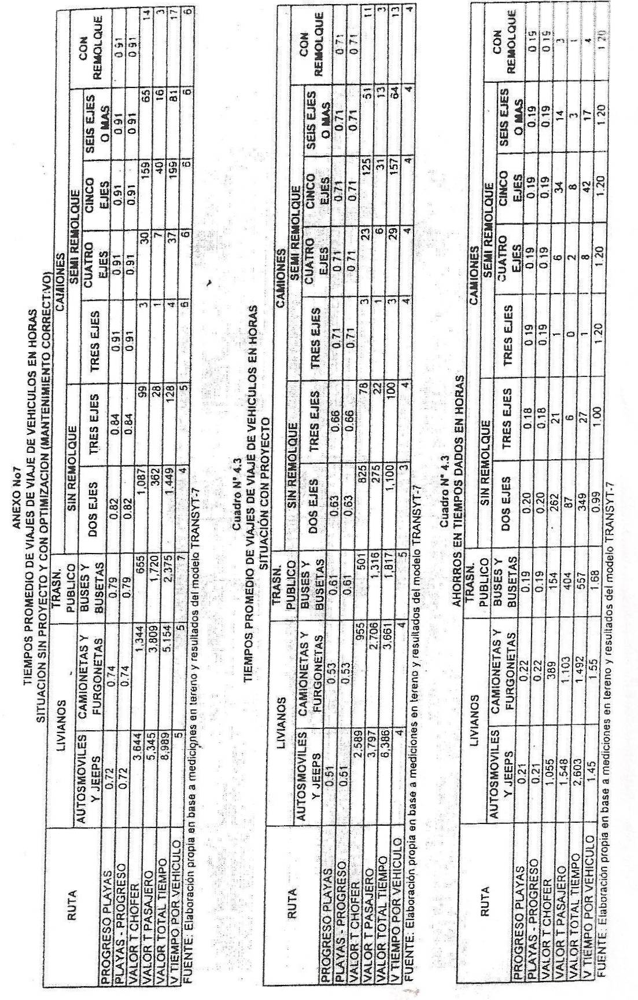 ANEXO No7
TIEMPOS PROMEDIO DE VIAJES DE VIAJE DE VEHICULOS EN HORAS
SITUACION SIN PROYECTO Y CON OPTIMIZACION (MANTENIMIENTO CORRECTIVO)
RUTA LIVIANOS TRASN. PUBLICO CAMIONES
SIN REMOLQUE SEMI REMOLQUE CON REMOLQUE
AUTOSMOVILES Y JEEPS CAMIONETAS Y FURGONETAS BUSES Y BUSETAS DOS EJES TRES EJES TRES EJES CUATRO EJES CINCO EJES SEIS EJES O MAS
PROGRESO PLAYAS 0.72 0.74 0.79 0.82 0.84 0.91 0.91 0.91 0.91 0.91
PLAYAS - PROGRESO 0.72 0.74 0.79 0.82 0.84 0.91 0.91 0.91 0.91 0.91
VALOR T CHOFER 3,644 1,344 655 1,087 99 3 30 159 65 14
VALOR T PASAJERO 5,345 3.809 1,720 362 28 1 7 40 16 3
VALOR TOTAL TIEMPO 8,989 5.154 2,375 1.449 128 4 37 199 81 17
V TIEMPO POR VEHICULO 5 5 7 4 5 6 6 6 6 6
FUENTE: Elaboración propia en base a mediciones en tereno y resultados del modelo TRANSYT-7
Cuadro N° 4.3
TIEMPOS PROMEDIO DE VIAJES DE VIAJE DE VEHICULOS EN HORAS
SITUACIÓN CON PROYECTO
RUTA LIVIANOS TRASN. PUBLICO CAMIONES
SIN REMOLQUE SEMI REMOLQUE CON REMOLQUE
AUTOSMOVILES Y JEEPS CAMIONETAS Y FURGONETAS BUSES Y BUSETAS DOS EJES TRES EJES TRES EJES CUATRO EJES CINCO EJES SEIS EJES O MAS
PROGRESO PLAYAS 0.51 0.53 0.61 0.63 0.66 0.71 0.71 0.71 0.71 0.71
PLAYAS - PROGRESO 0.51 0.53 0.61 0.63 0.66 0.71 0.71 0.71 0.71 0.71
VALOR T CHOFER 2,589 955 501 825 78 3 23 125 51 11
VALOR T PASAJERO 3,797 2.706 1,316 275 22 1 6 31 13 3
VALOR TOTAL TIEMPO 6,386 3.661 1,817 1,100 100 3 29 157 64 13
V TIEMPO POR VEHICULO 4 4 5 3 4 4 4 4 4 4
FUENTE: Elaboración propia en base a mediciones en tereno y resultados del modelo TRANSYT-7
Cuadro N° 4.3
AHORROS EN TIEMPOS DADOS EN HORAS
RUTA LIVIANOS TRASN. PUBLICO CAMIONES
SIN REMOLQUE SEMI REMOLQUE CON REMOLQUE
AUTOSMOVILES Y JEEPS CAMIONETAS Y FURGONETAS BUSES Y BUSETAS DOS EJES TRES EJES TRES EJES CUATRO EJES CINCO EJES SEIS EJES O MAS
PROGRESO PLAYAS 0.21 0.22 0.19 0.20 0.18 0.19 0.19 0.19 0.19 0.19
PLAYAS - PROGRESO 0.21 0.22 0.19 0.20 0.18 0.19 0.19 0.19 0.19 0.19
VALOR T CHOFER 1.055 389 154 262 21 1 6 34 14 3
VALOR T PASAJERO 1,548 1.103 404 87 6 0 2 8 3 1
VALOR TOTAL TIEMPO 2.603 1.492 557 349 27 1 8 42 17 4
V TIEMPO POR VEHICULO 1.45 1.55 1.68 0.99 1.00 1.20 1.20 1.20 1.20 1.20
FUENTE: Elaboración propia en base a mediciones en tereno y resultados del modelo TRANSYT-7